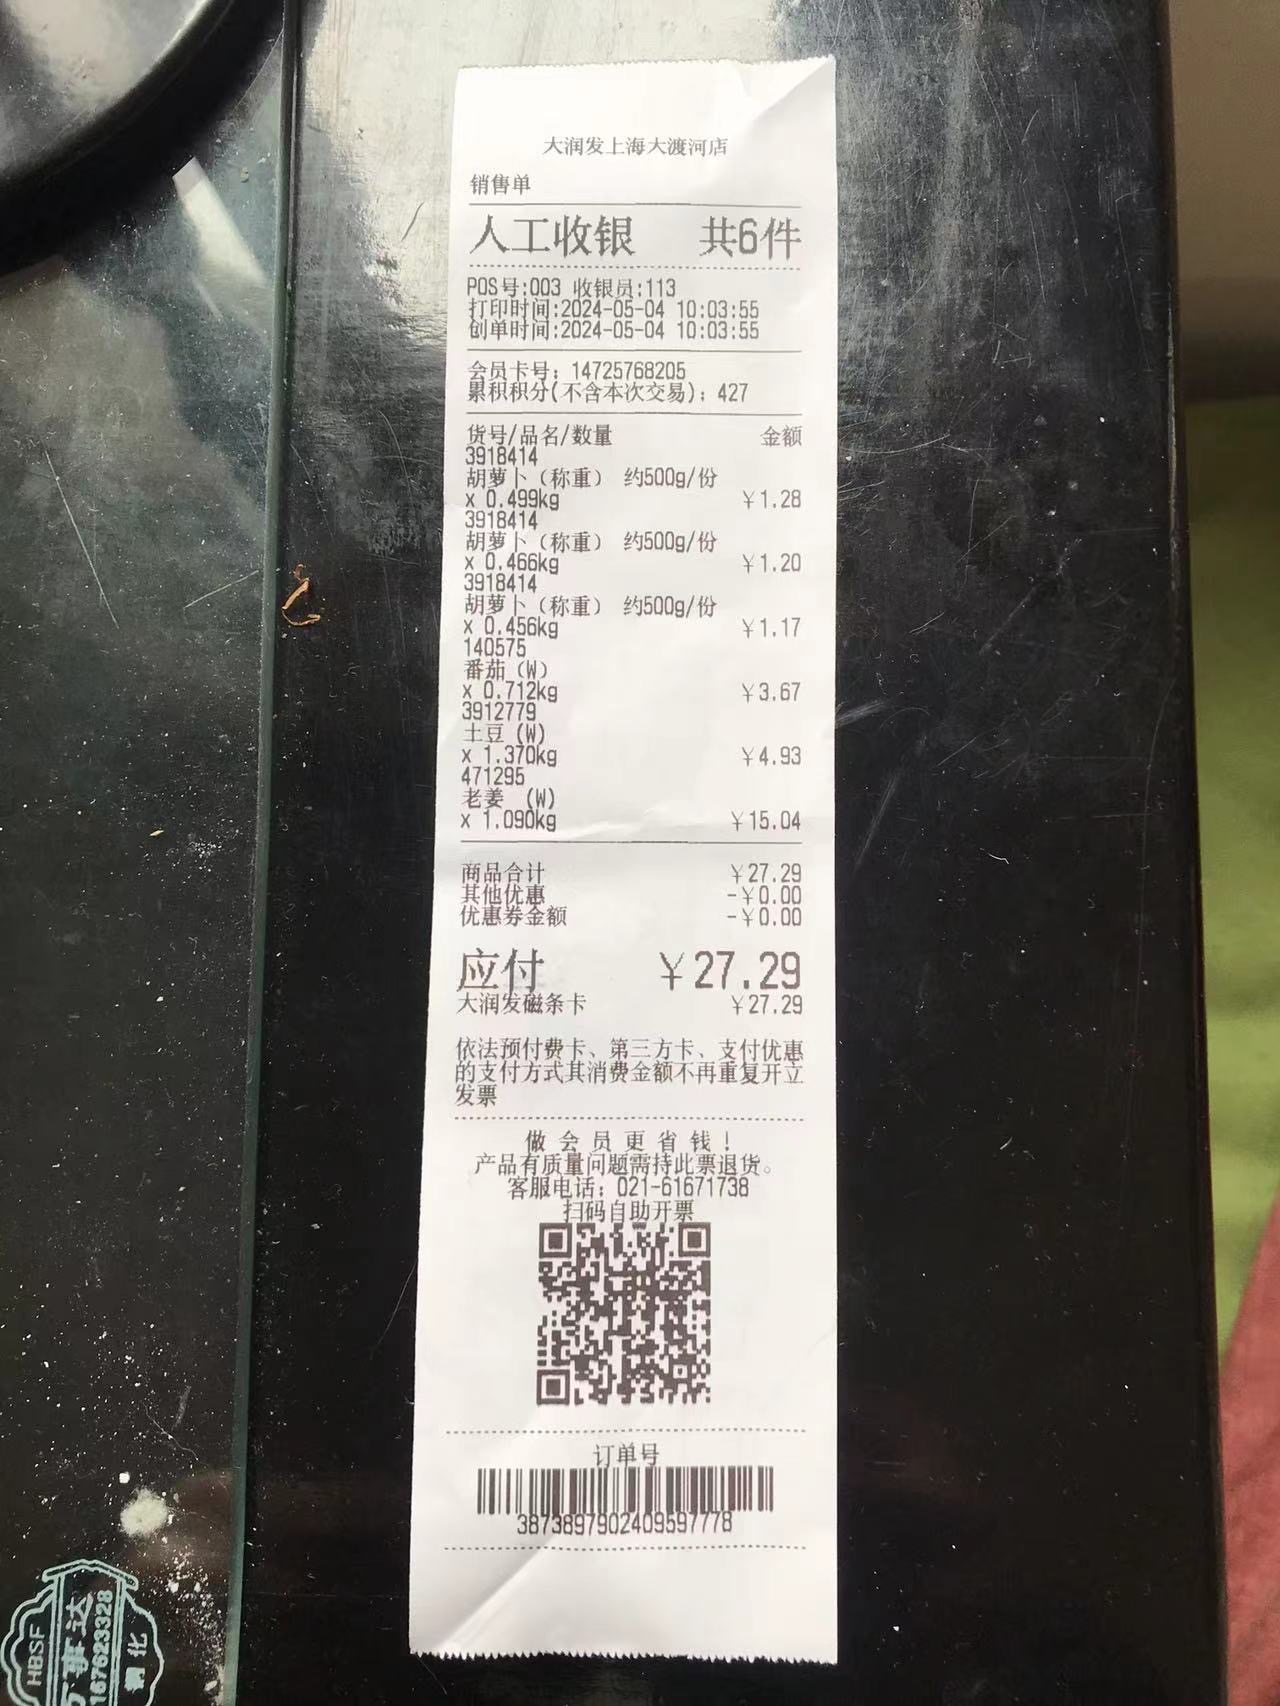 大润发上海大渡河店
销售单
人工收银 共6件
POS号:003 收银员:113
打印时间:2024-05-04 10:03:55
创单时间:2024-05-04 10:03:55
会员卡号: 14725768205
累积积分(不含本次交易): 427
货号/品名/数量 金额
3918414
胡萝卜（称重） 约500g/份
x 0.499kg ￥1.28
3918414
胡萝卜（称重） 约500g/份
x 0.466kg ￥1.20
3918414
胡萝卜（称重） 约500g/份
x 0.456kg ￥1.17
140575
番茄（W）
x 0.712kg ￥3.67
3912779
土豆（W）
x 1.370kg ￥4.93
471295
老姜 （W）
x 1.090kg ￥15.04
商品合计 ￥27.29
其他优惠 -￥0.00
优惠券金额 -￥0.00
应付 ￥27.29
大润发磁条卡 ￥27.29
依法预付费卡、第三方卡、支付优惠
的支付方式其消费金额不再重复开立
发票
做会员更省钱！
产品有质量问题需持此票退货。
客服电话: 021-61671738
扫码自助开票
订单号
3873897902409597778
HBSF
167623328